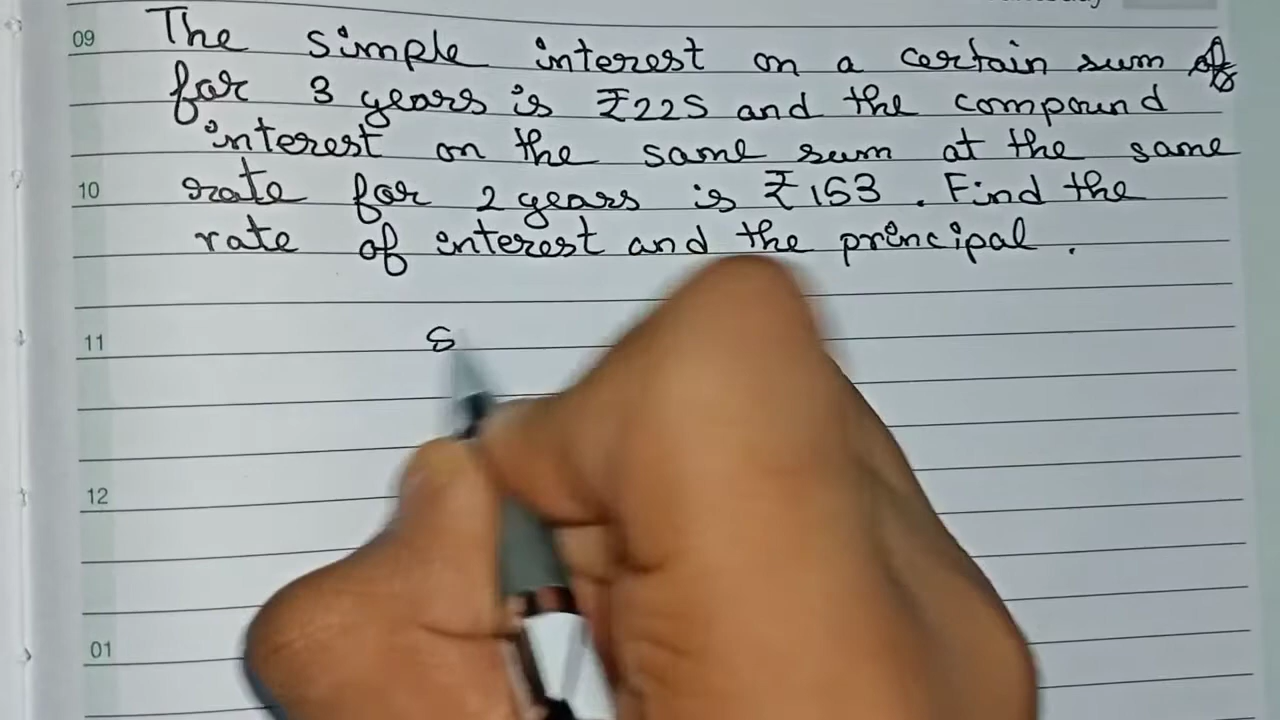 09 The simple interest on a certain sum of
for 3 years is ₹225 and the compound
interest on the same sum at the same
10 rate for 2 years is ₹153. Find the
rate of interest and the principal.
11 S
12
01